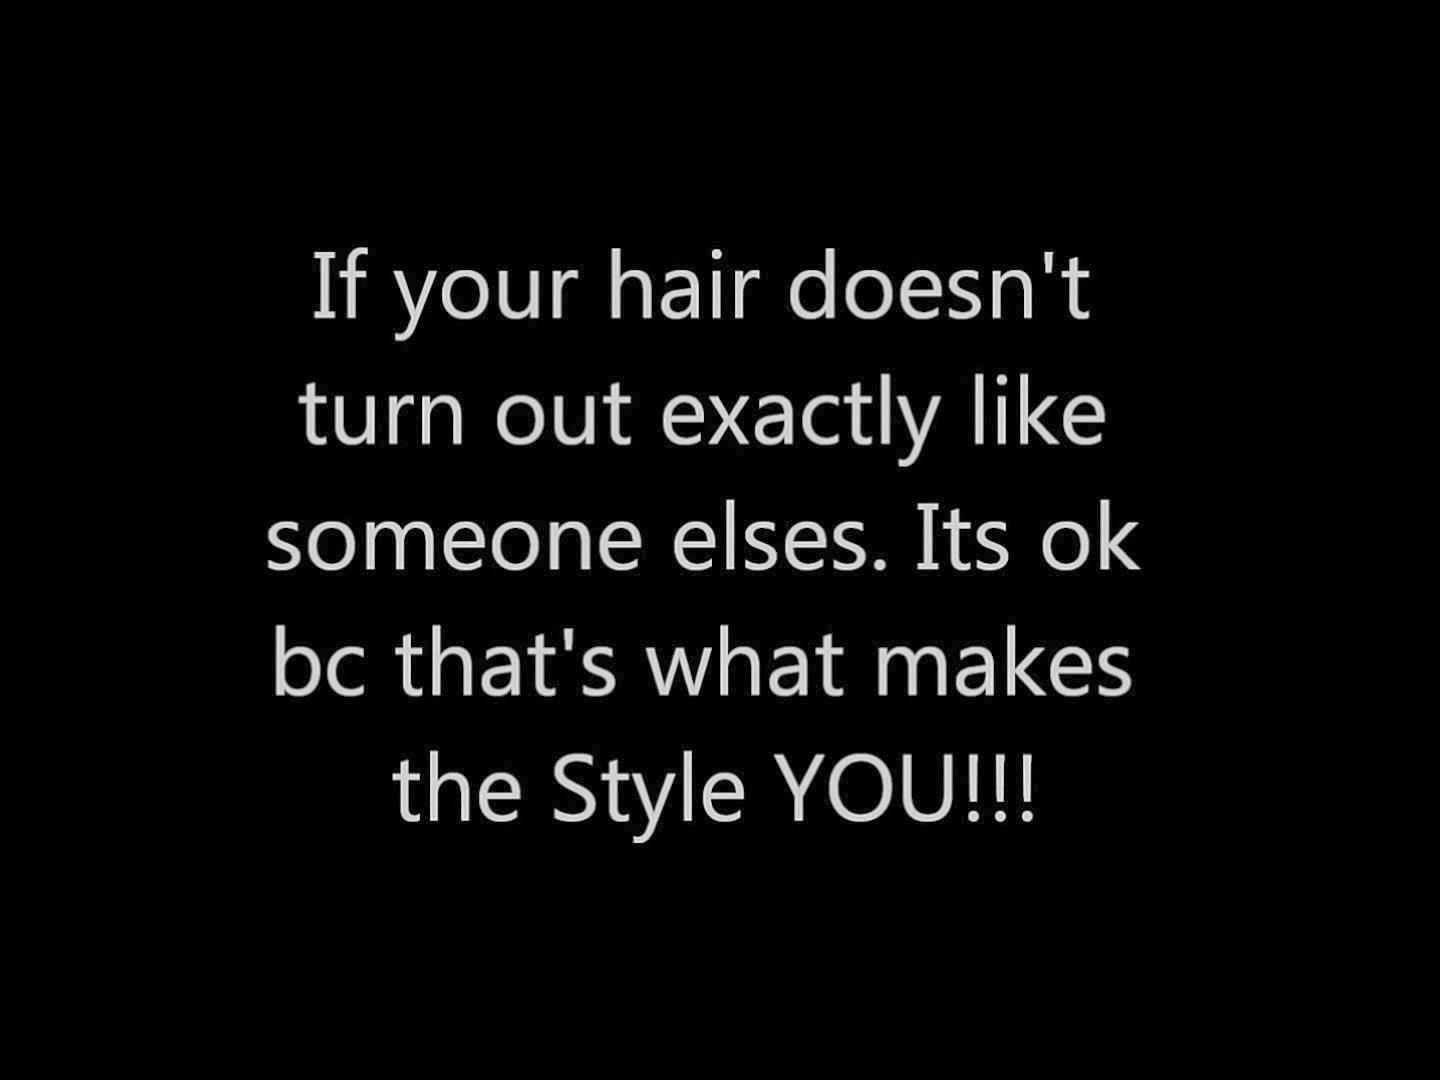 If your hair doesn't
turn out exactly like
someone elses. Its ok
bc that's what makes
the Style YOU!!!